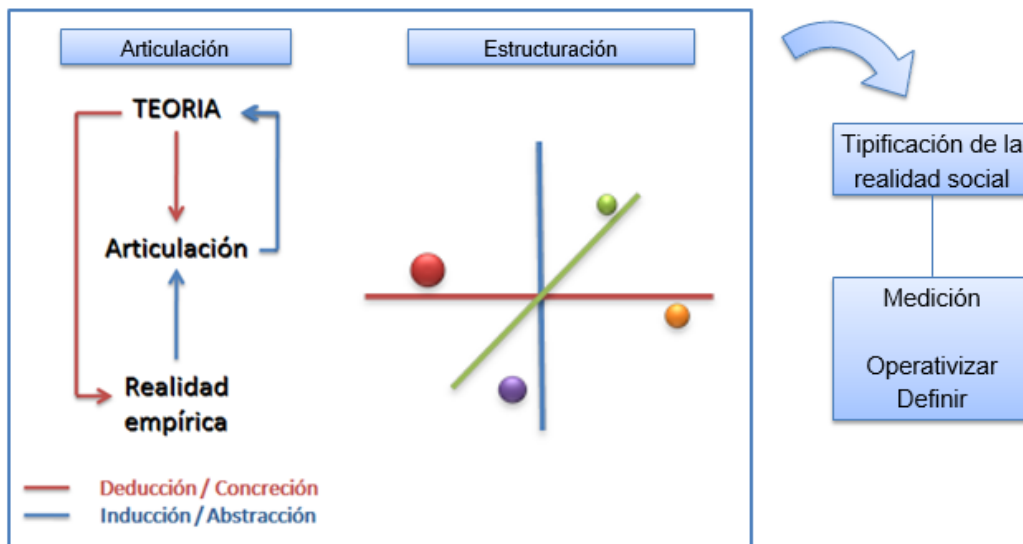 Articulación
Estructuración
TEORIA
Articulación
Realidad
empírica
Deducción / Concreción
Inducción / Abstracción
Tipificación de la
realidad social
Medición
Operativizar
Definir